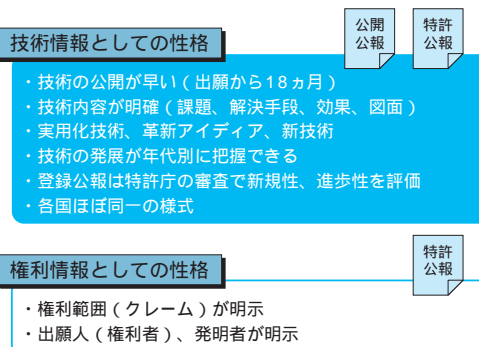 公開
公報
特許
公報
技術情報としての性格
・技術の公開が早い（出願から18ヵ月）
・技術内容が明確（課題、解決手段、効果、図面）
・実用化技術、革新アイディア、新技術
・技術の発展が年代別に把握できる
・登録公報は特許庁の審査で新規性、進歩性を評価
・各国ほぼ同一の様式
特許
公報
権利情報としての性格
・権利範囲（クレーム）が明示
・出願人（権利者）、発明者が明示